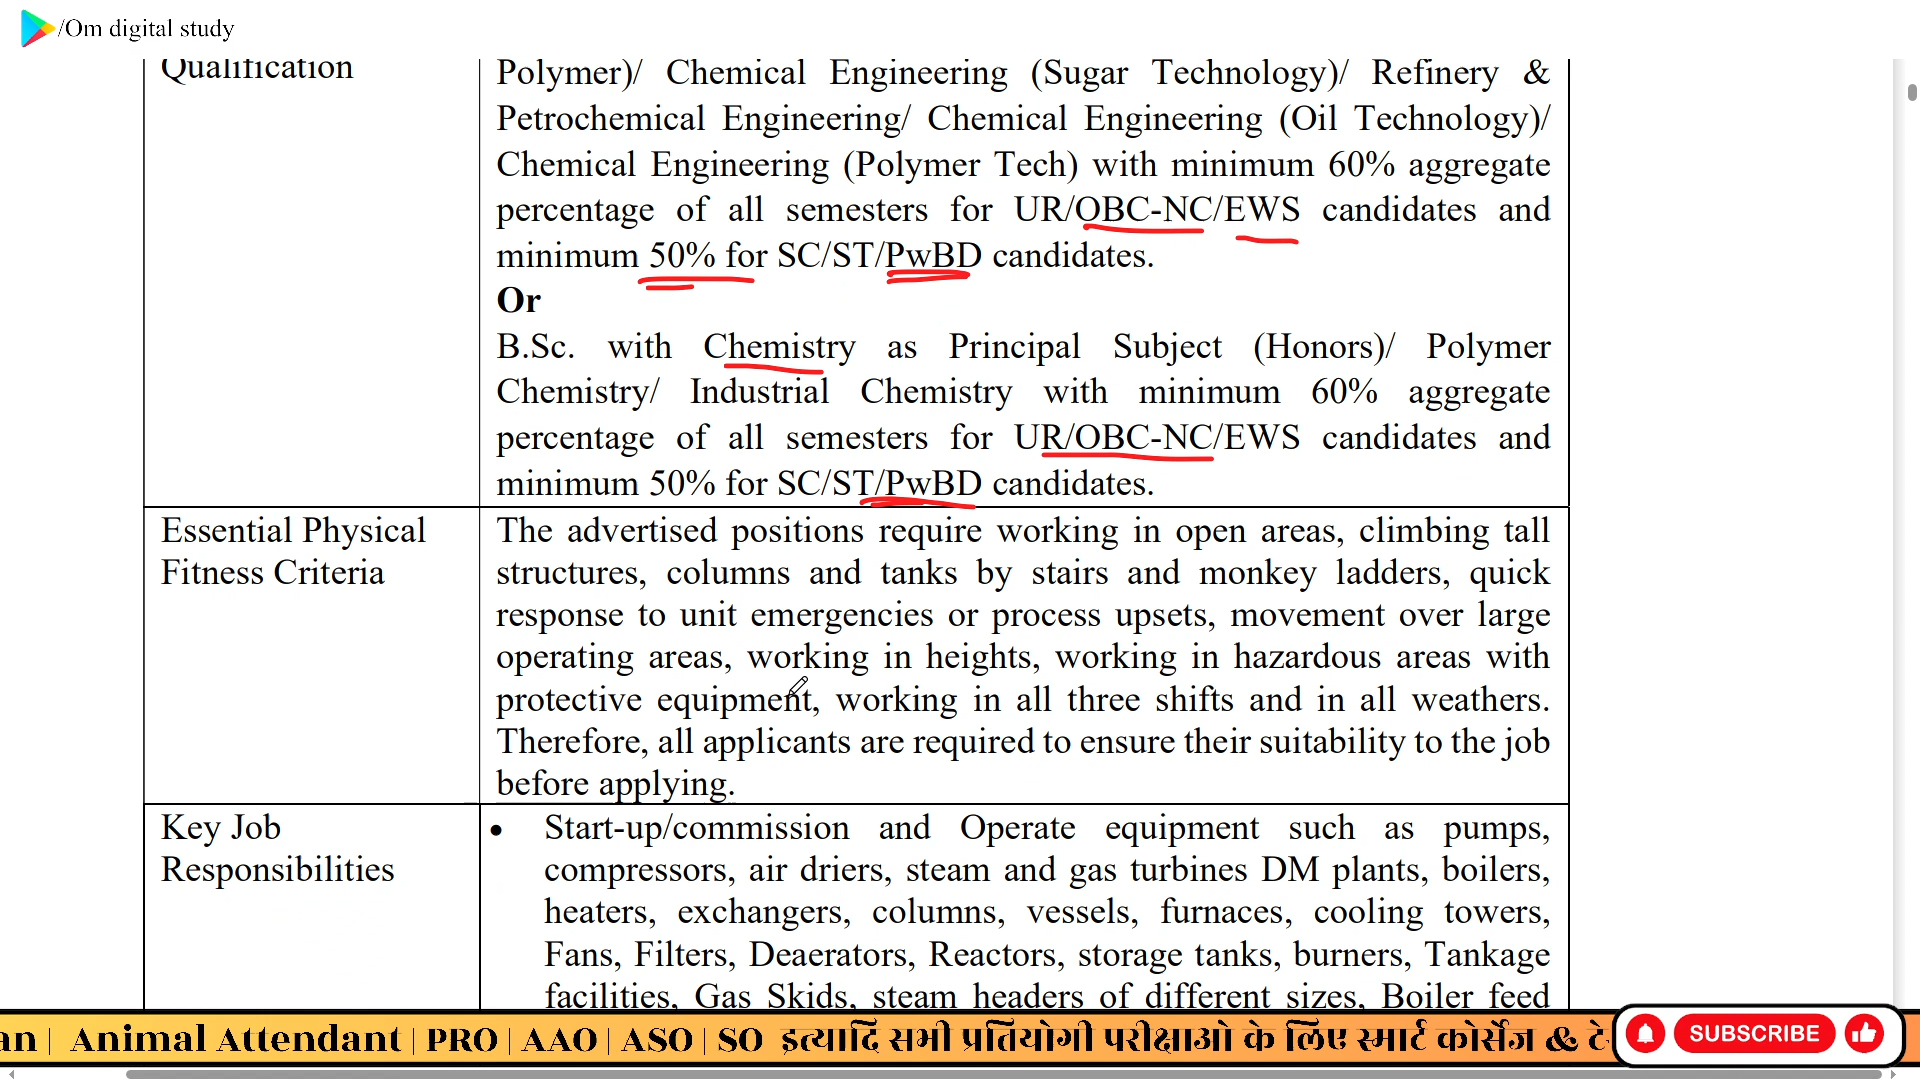 /Om digital study
Qualification
Polymer)/ Chemical Engineering (Sugar Technology)/ Refinery &
Petrochemical Engineering/ Chemical Engineering (Oil Technology)/
Chemical Engineering (Polymer Tech) with minimum 60% aggregate
percentage of all semesters for UR/OBC-NC/EWS candidates and
minimum 50% for SC/ST/PwBD candidates.
Or
B.Sc. with Chemistry as Principal Subject (Honors)/ Polymer
Chemistry/ Industrial Chemistry with minimum 60% aggregate
percentage of all semesters for UR/OBC-NC/EWS candidates and
minimum 50% for SC/ST/PwBD candidates.
Essential Physical
Fitness Criteria
The advertised positions require working in open areas, climbing tall
structures, columns and tanks by stairs and monkey ladders, quick
response to unit emergencies or process upsets, movement over large
operating areas, working in heights, working in hazardous areas with
protective equipment, working in all three shifts and in all weathers.
Therefore, all applicants are required to ensure their suitability to the job
before applying.
Key Job
Responsibilities
• Start-up/commission and Operate equipment such as pumps,
compressors, air driers, steam and gas turbines DM plants, boilers,
heaters, exchangers, columns, vessels, furnaces, cooling towers,
Fans, Filters, Deaerators, Reactors, storage tanks, burners, Tankage
facilities, Gas Skids, steam headers of different sizes, Boiler feed
an | Animal Attendant | PRO | AAO | ASO | SO इत्यादि सभी प्रतियोगी परीक्षाओ के लिए स्मार्ट कोर्सेज &
SUBSCRIBE